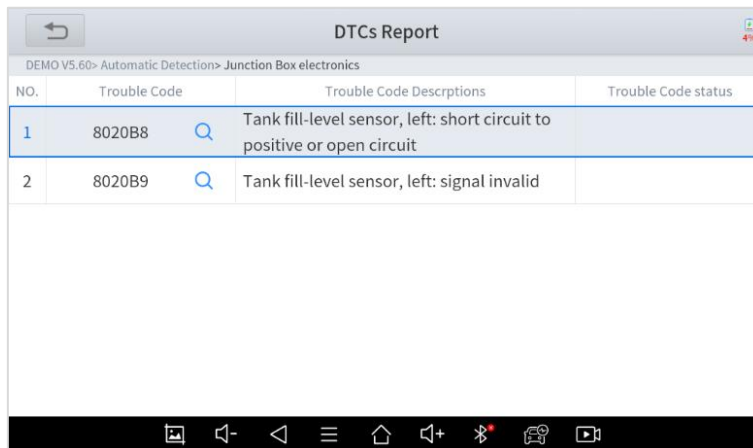 DTCs Report
4%
DEMO V5.60> Automatic Detection> Junction Box electronics
NO. Trouble Code Trouble Code Descrptions Trouble Code status
1 8020B8 Tank fill-level sensor, left: short circuit to
positive or open circuit
2 8020B9 Tank fill-level sensor, left: signal invalid